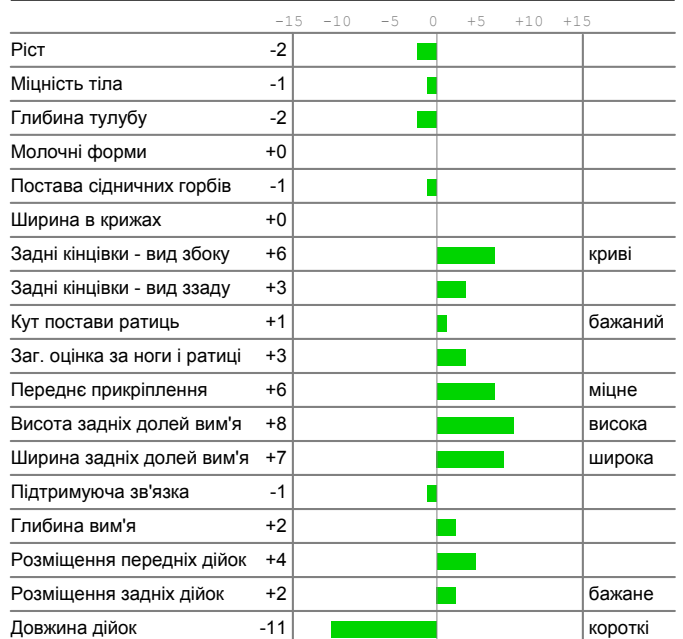 -15 -10 -5 0 +5 +10 +15
Ріст -2
Міцність тіла -1
Глибина тулубу -2
Молочні форми +0
Постава сідничних горбів -1
Ширина в крижах +0
Задні кінцівки - вид збоку +6 криві
Задні кінцівки - вид ззаду +3
Кут постави ратиць +1 бажаний
Заг. оцінка за ноги і ратиці +3
Переднє прикріплення +6 міцне
Висота задніх долей вим'я +8 висока
Ширина задніх долей вим'я +7 широка
Підтримуюча зв'язка -1
Глибина вим'я +2
Розміщення передніх дійок +4
Розміщення задніх дійок +2 бажане
Довжина дійок -11 короткі